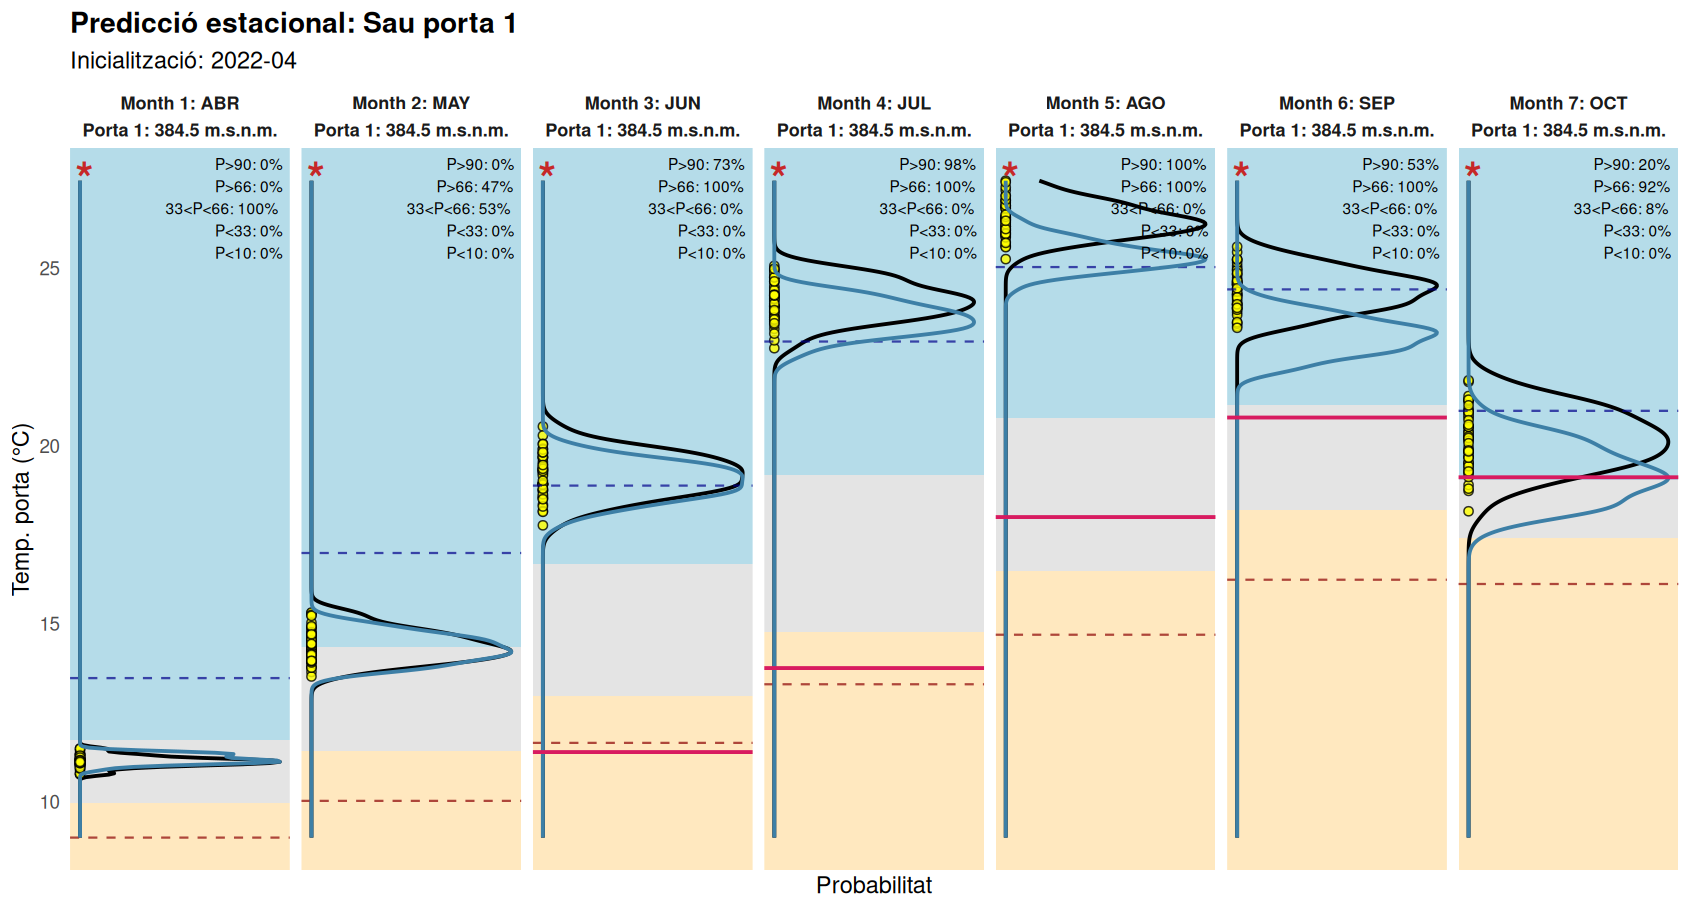 Predicció estacional: Sau porta 1
Inicialització: 2022-04
Month 1: ABR
Porta 1: 384.5 m.s.n.m.
Month 2: MAY
Porta 1: 384.5 m.s.n.m.
Month 3: JUN
Porta 1: 384.5 m.s.n.m.
Month 4: JUL
Porta 1: 384.5 m.s.n.m.
Month 5: AGO
Porta 1: 384.5 m.s.n.m.
Month 6: SEP
Porta 1: 384.5 m.s.n.m.
Month 7: OCT
Porta 1: 384.5 m.s.n.m.
*
P>90: 0%
P>66: 0%
33<P<66: 100%
P<33: 0%
P<10: 0%
*
P>90: 0%
P>66: 47%
33<P<66: 53%
P<33: 0%
P<10: 0%
*
P>90: 73%
P>66: 100%
33<P<66: 0%
P<33: 0%
P<10: 0%
*
P>90: 98%
P>66: 100%
33<P<66: 0%
P<33: 0%
P<10: 0%
*
P>90: 100%
P>66: 100%
33<P<66: 0%
P<33: 0%
P<10: 0%
*
P>90: 53%
P>66: 100%
33<P<66: 0%
P<33: 0%
P<10: 0%
*
P>90: 20%
P>66: 92%
33<P<66: 8%
P<33: 0%
P<10: 0%
Temp. porta (°C)
25
20
15
10
Probabilitat